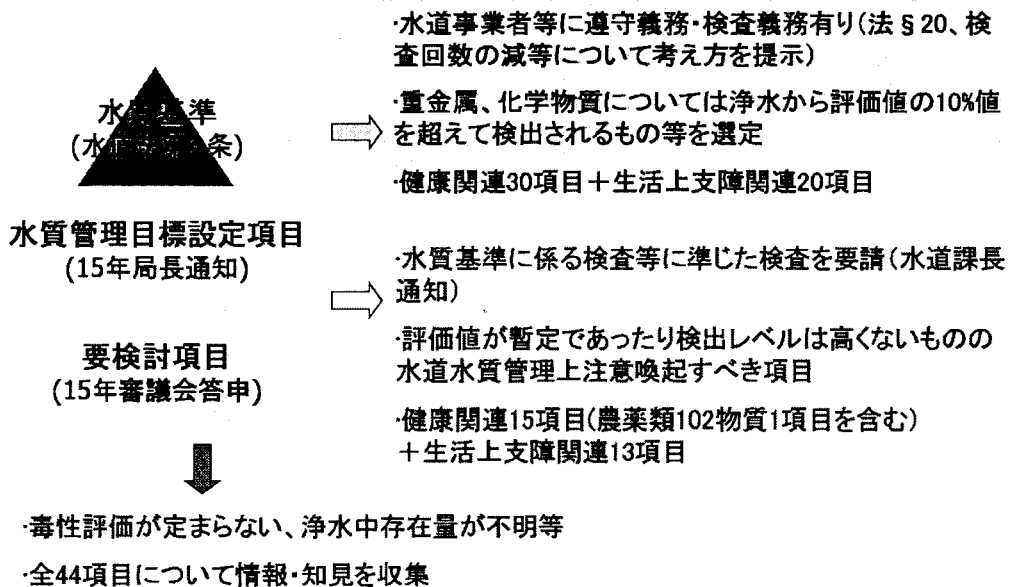 ·水道事業者等に遵守義務・検査義務有り(法§20、検
査回数の減等について考え方を提示)
水質基準
(水 条)
·重金属、化学物質については浄水から評価値の10%値
を超えて検出されるもの等を選定
·健康関連30項目＋生活上支障関連20項目
水質管理目標設定項目
(15年局長通知)
·水質基準に係る検査等に準じた検査を要請(水道課長
通知)
·評価値が暫定であったり検出レベルは高くないものの
水道水質管理上注意喚起すべき項目
·健康関連15項目(農薬類102物質1項目を含む)
＋生活上支障関連13項目
要検討項目
(15年審議会答申)
·毒性評価が定まらない、浄水中存在量が不明等
·全44項目について情報・知見を収集